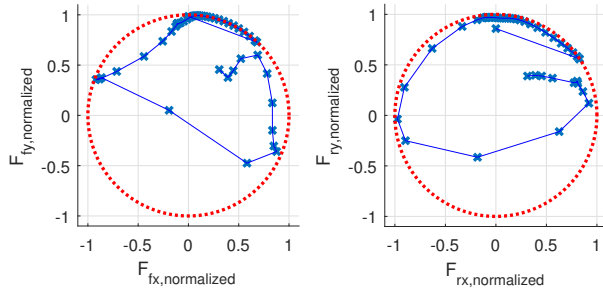 1
0.5
0
-0.5
-1
-1 -0.5 0 0.5 1
F_fy,normalized
F_fx,normalized
1
0.5
0
-0.5
-1
-1 -0.5 0 0.5 1
F_ry,normalized
F_rx,normalized